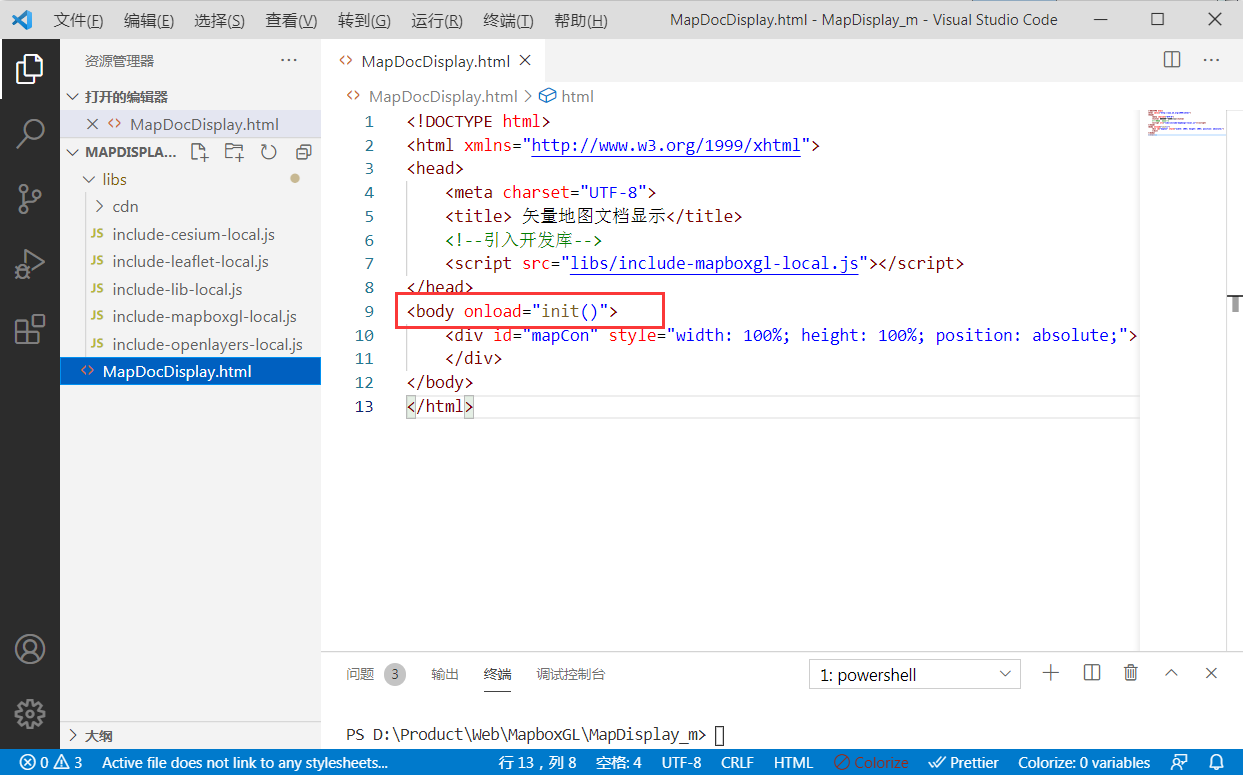 文件(F) 编辑(E) 选择(S) 查看(V) 转到(G) 运行(R) 终端(T) 帮助(H) MapDocDisplay.html - MapDisplay_m - Visual Studio Code
资源管理器
打开的编辑器
MapDocDisplay.html
MAPDISPLA...
libs
cdn
JS include-cesium-local.js
JS include-leaflet-local.js
JS include-lib-local.js
JS include-mapboxgl-local.js
JS include-openlayers-local.js
MapDocDisplay.html
大纲
MapDocDisplay.html
MapDocDisplay.html > html
1 <!DOCTYPE html>
2 <html xmlns="http://www.w3.org/1999/xhtml">
3 <head>
4 <meta charset="UTF-8">
5 <title> 矢量地图文档显示</title>
6 <!--引入开发库-->
7 <script src="libs/include-mapboxgl-local.js"></script>
8 </head>
9 <body onload="init()">
10 <div id="mapCon" style="width: 100%; height: 100%; position: absolute;">
11 </div>
12 </body>
13 </html>
问题 3 输出 终端 调试控制台 1: powershell
PS D:\Product\Web\MapboxGL\MapDisplay_m>
0 3 Active file does not link to any stylesheets... 行 13，列 8 空格: 4 UTF-8 CRLF HTML Colorize Prettier Colorize: 0 variables